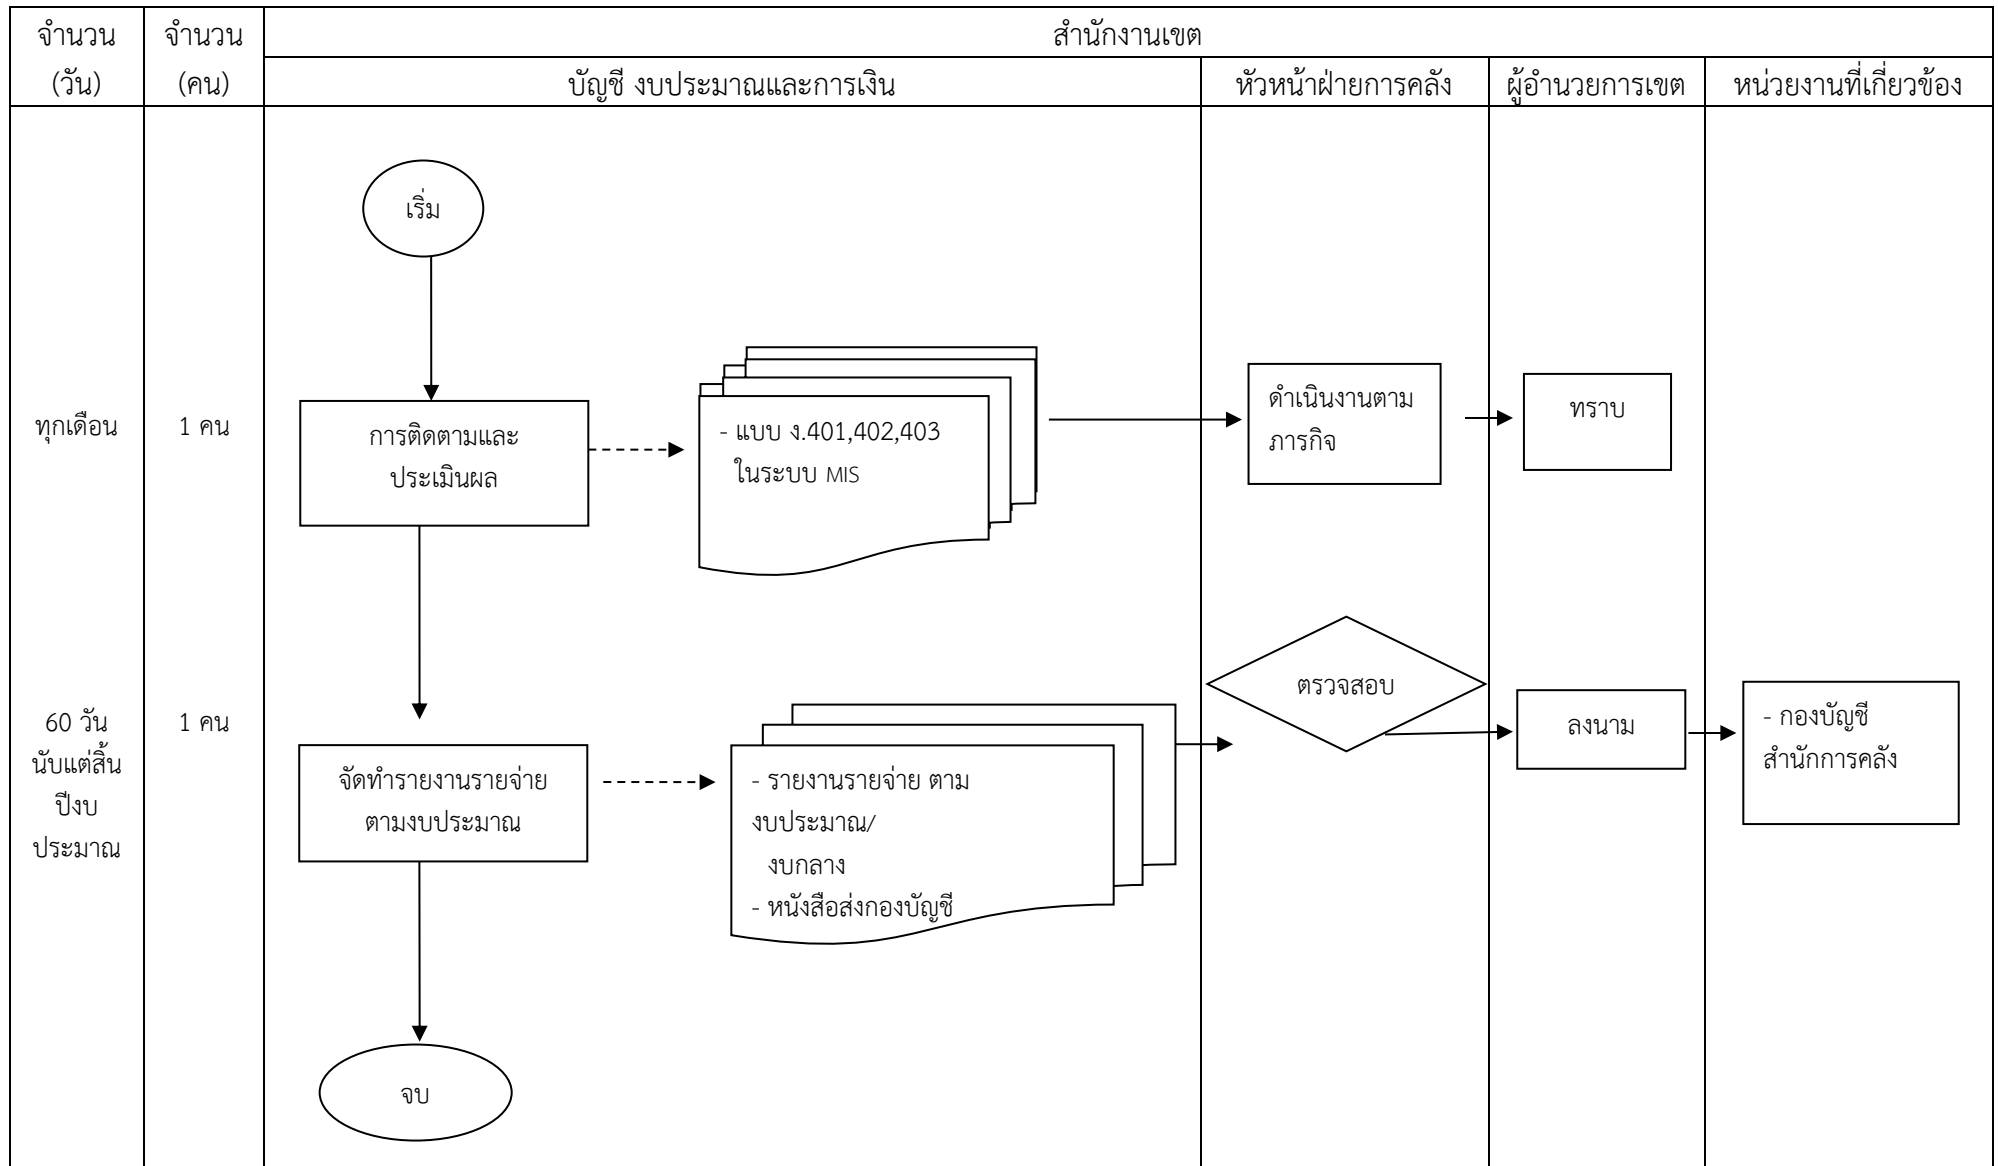 จำนวน
(วัน)
จำนวน
(คน)
สำนักงานเขต
บัญชี งบประมาณและการเงิน
หัวหน้าฝ่ายการคลัง
ผู้อำนวยการเขต
หน่วยงานที่เกี่ยวข้อง
เริ่ม
ทุกเดือน
1 คน
การติดตามและ
ประเมินผล
- แบบ ง.401,402,403
ในระบบ MIS
ดำเนินงานตาม
ภารกิจ
ทราบ
60 วัน
นับแต่สิ้น
ปีงบ
ประมาณ
1 คน
จัดทำรายงานรายจ่าย
ตามงบประมาณ
- รายงานรายจ่าย ตาม
งบประมาณ/
งบกลาง
- หนังสือส่งกองบัญชี
ตรวจสอบ
ลงนาม
- กองบัญชี
สำนักการคลัง
จบ